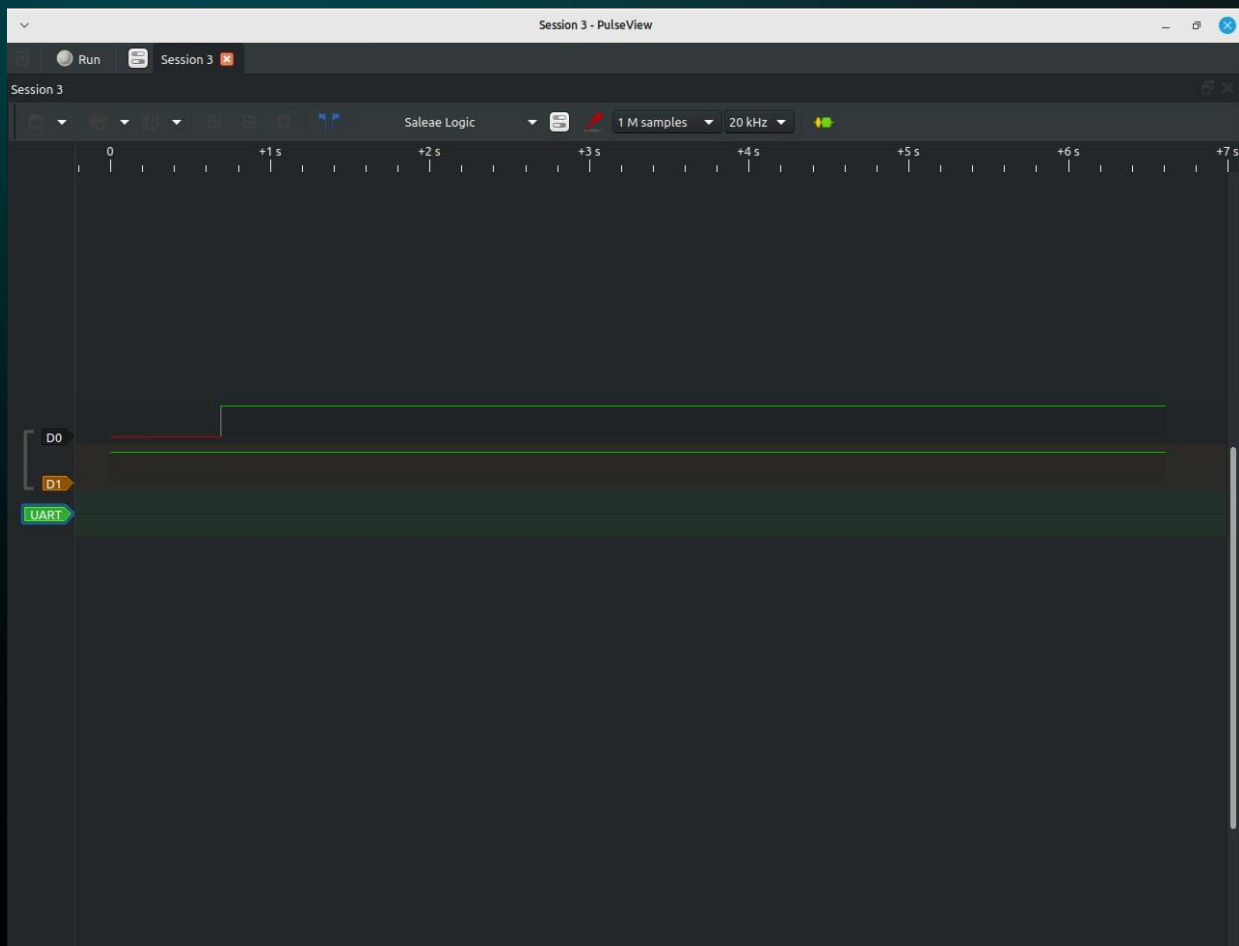 Session 3 - PulseView
Run
Session 3
Session 3
Saleae Logic
1 M samples
20 kHz
0 +1 s +2 s +3 s +4 s +5 s +6 s +7 s
D0
D1
UART